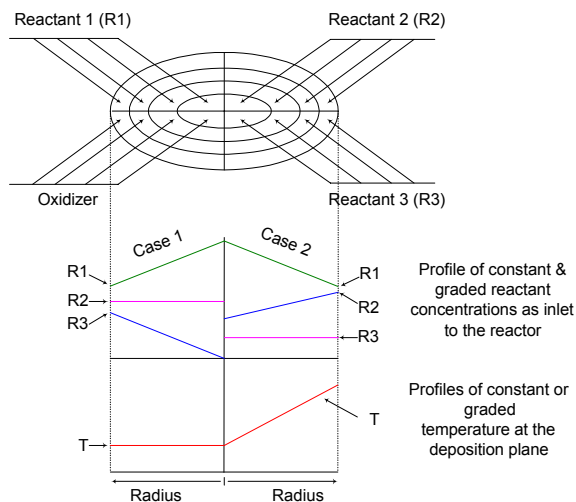 Reactant 1 (R1)
Reactant 2 (R2)
Oxidizer
Reactant 3 (R3)
Case 1
Case 2
R1
R2
R3
R1
R2
R3
Profile of constant &
graded reactant
concentrations as inlet
to the reactor
T
T
Profiles of constant or
graded
temperature at the
deposition plane
Radius
Radius